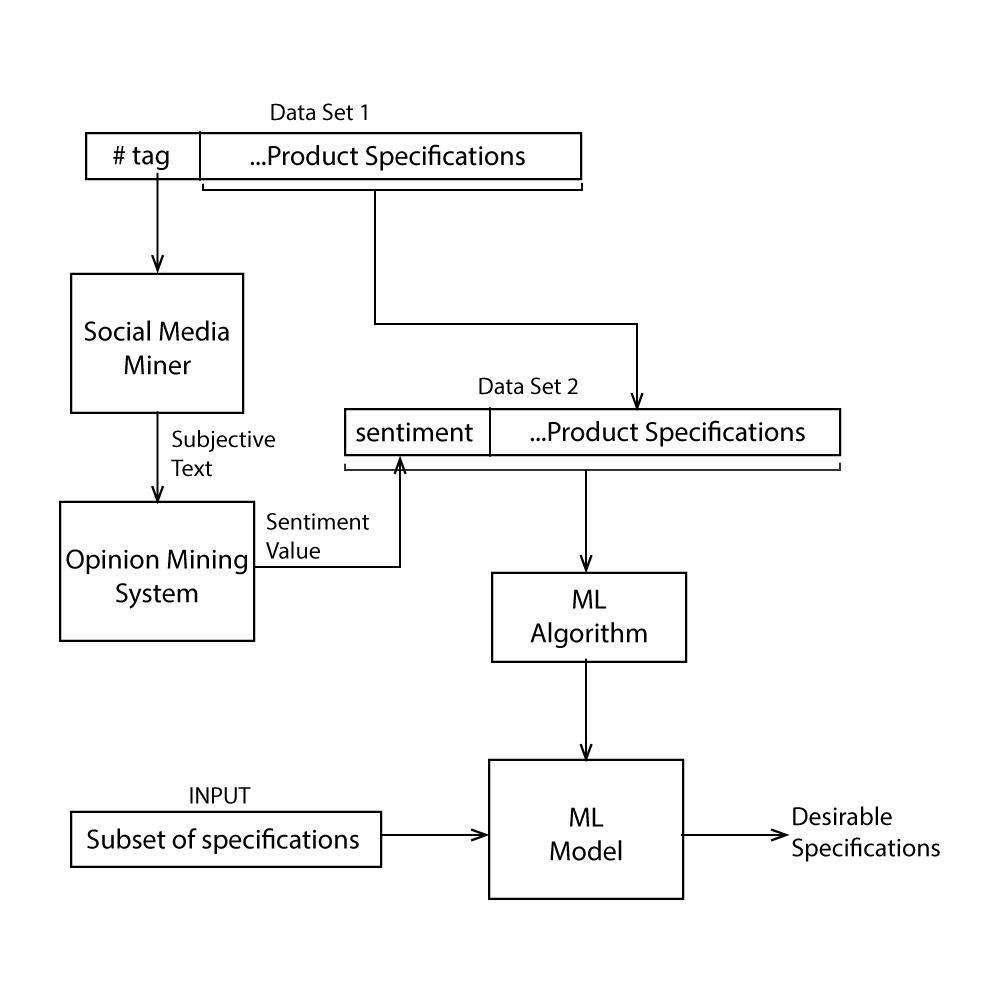 Data Set 1
# tag
...Product Specifications
Social Media
Miner
Subjective
Text
Data Set 2
sentiment
...Product Specifications
Opinion Mining
System
Sentiment
Value
ML
Algorithm
INPUT
Subset of specifications
ML
Model
Desirable
Specifications